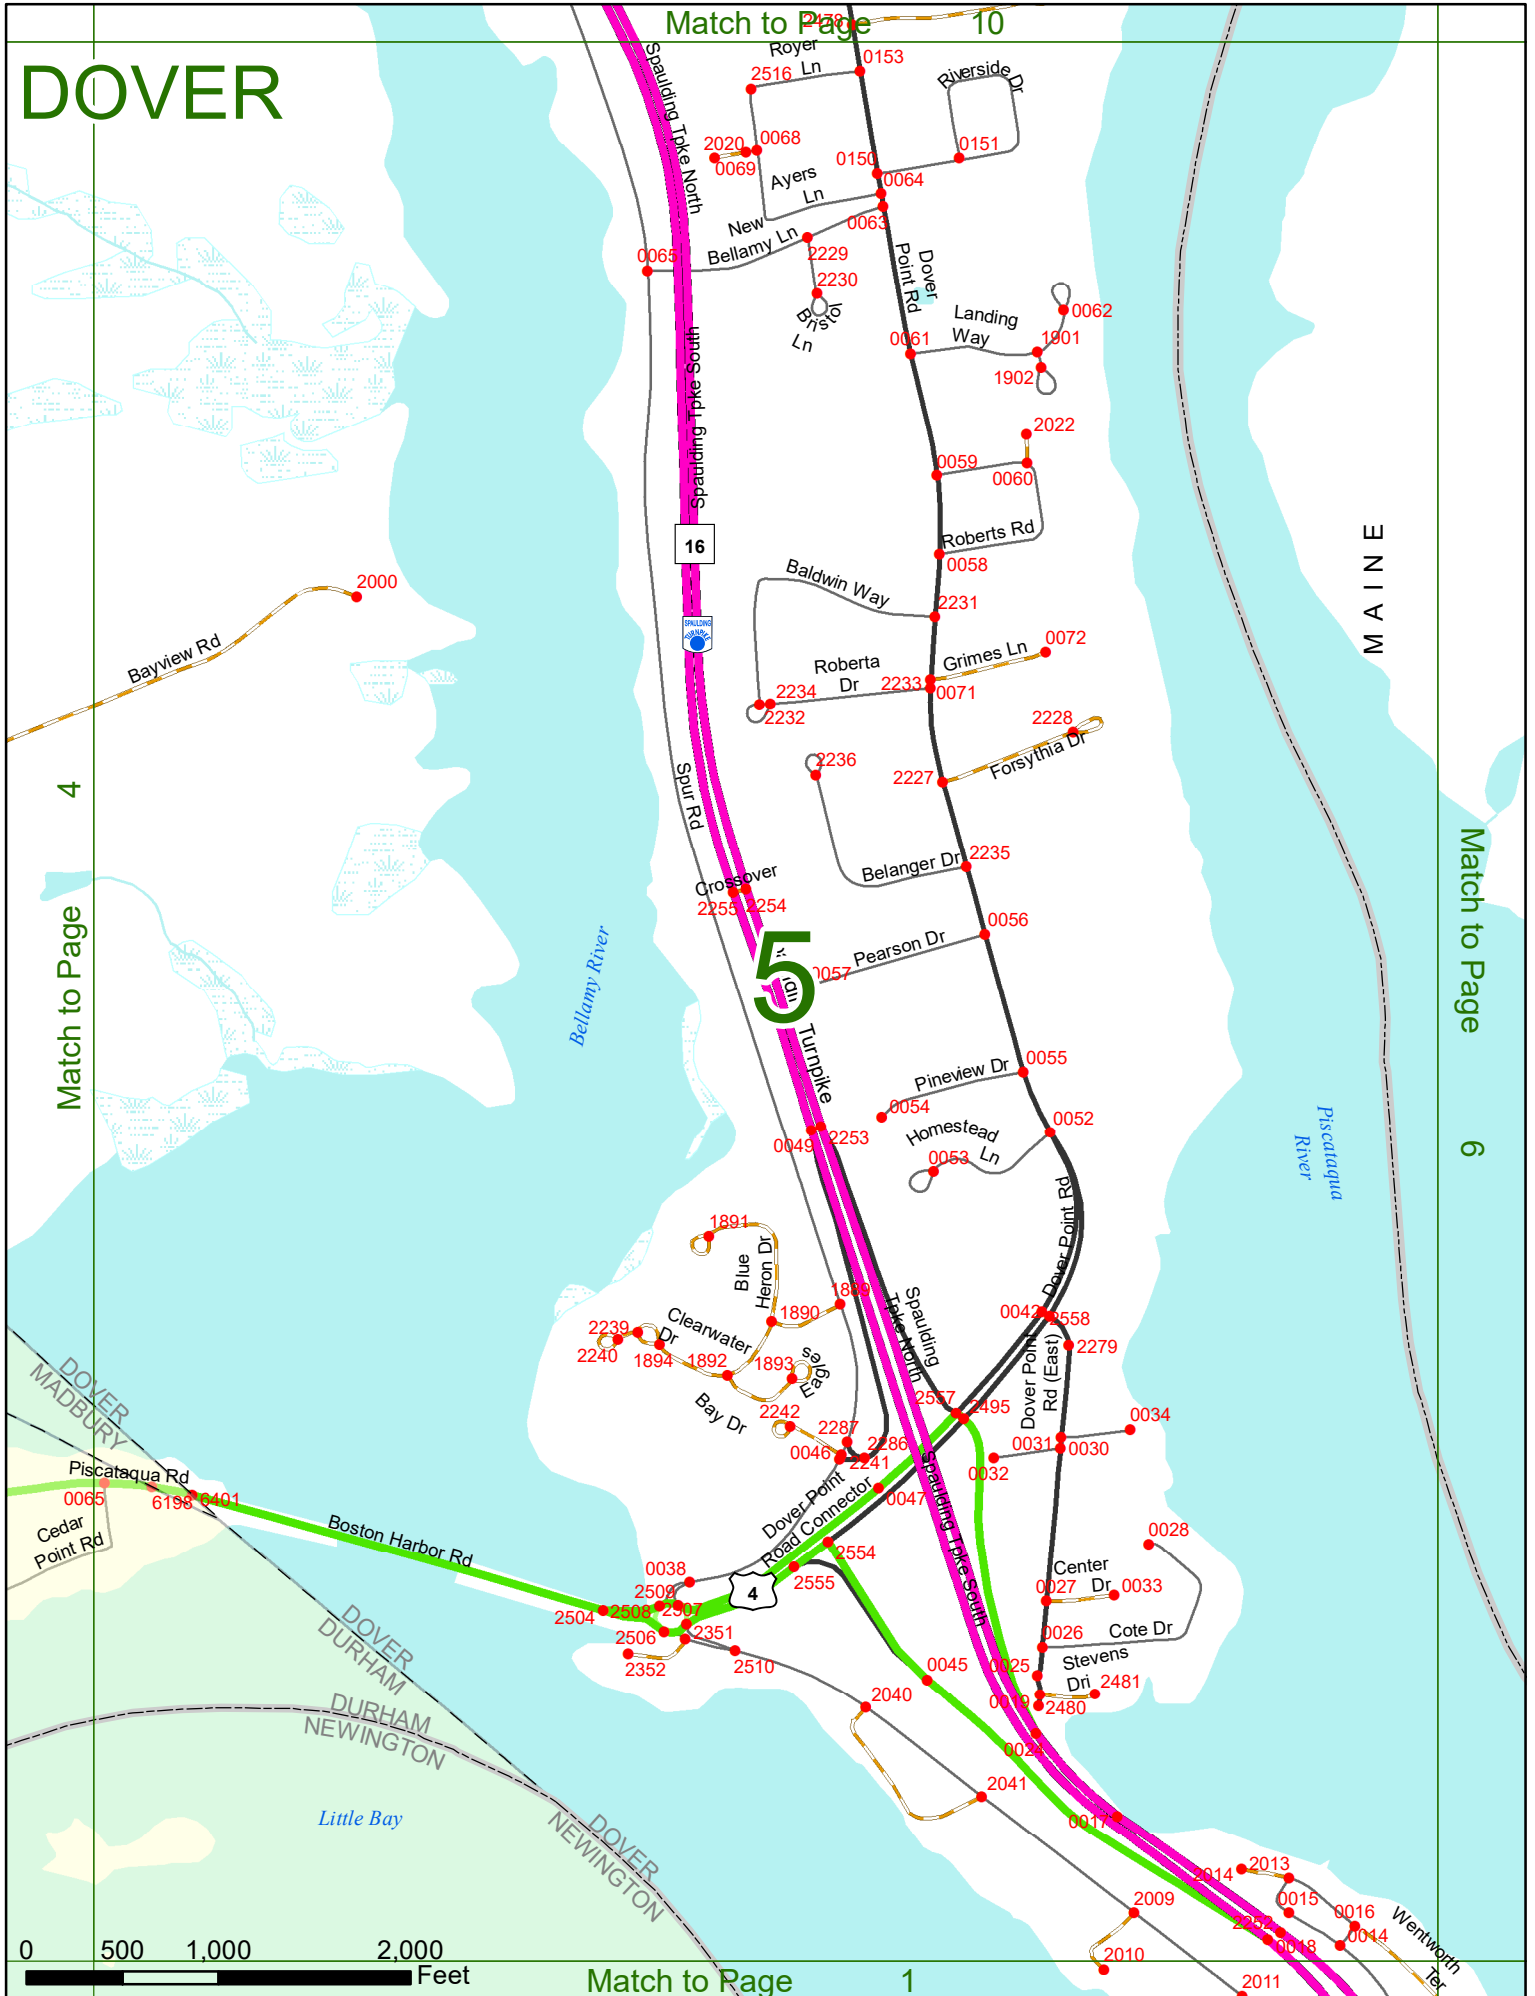 Match to Page 10
2478
DOVER
Royer
Ln
0153
2516
Riverside Dr
Spaulding Tpke North
2020
0068
0069
0151
0150
0064
Ayers
Ln
New
Bellamy Ln
0063
0065
2229
2230
Bristol
Ln
Dover
Point Rd
Landing
Way
0062
0061
1901
1902
Spaulding Tpke South
2022
0059
0060
16
Roberts Rd
0058
MAINE
Baldwin Way
2231
2000
Bayview Rd
SPAULDING
TURNPIKE
0072
Grimes Ln
Roberta
Dr
2233
0071
2234
2232
2228
Forsythia Dr
2236
2227
Spur Rd
4
Match to Page
Belanger Dr
2235
Crossover
2255
2254
0056
Pearson Dr
5
0057
Bellamy River
Turnpike
Match to Page
6
0055
Pineview Dr
0054
0052
Homestead
Ln
0053
2253
0049
Piscataqua
River
1891
Blue
Heron Dr
Dover Point Rd
1889
1890
0042
2558
2279
Spaulding
Tpke North
Clearwater
Dr
2239
2240
1894
1892
1893
Eagles
Bay Dr
Dover Point
Rd (East)
2557
2495
0034
2242
2287
2286
0046
2241
0031
0030
0032
DOVER
MADBURY
Piscataqua Rd
0065
6198
6401
Cedar
Point Rd
Boston Harbor Rd
Dover Point
Road Connector
0047
Spaulding Tpke South
0028
2554
2555
0038
4
Center
Dr
0027
0033
2509
2504
2508
2507
2506
2351
2352
2510
0026
Cote Dr
DOVER
DURHAM
Stevens
Dri
0025
2481
0045
0019
2480
2040
DURHAM
NEWINGTON
0024
2041
0017
Little Bay
DOVER
NEWINGTON
2014
2013
2009
0015
0016
2252
0018
0014
Wentworth
Ter
2010
2011
0 500 1,000 2,000
Feet
Match to Page 1